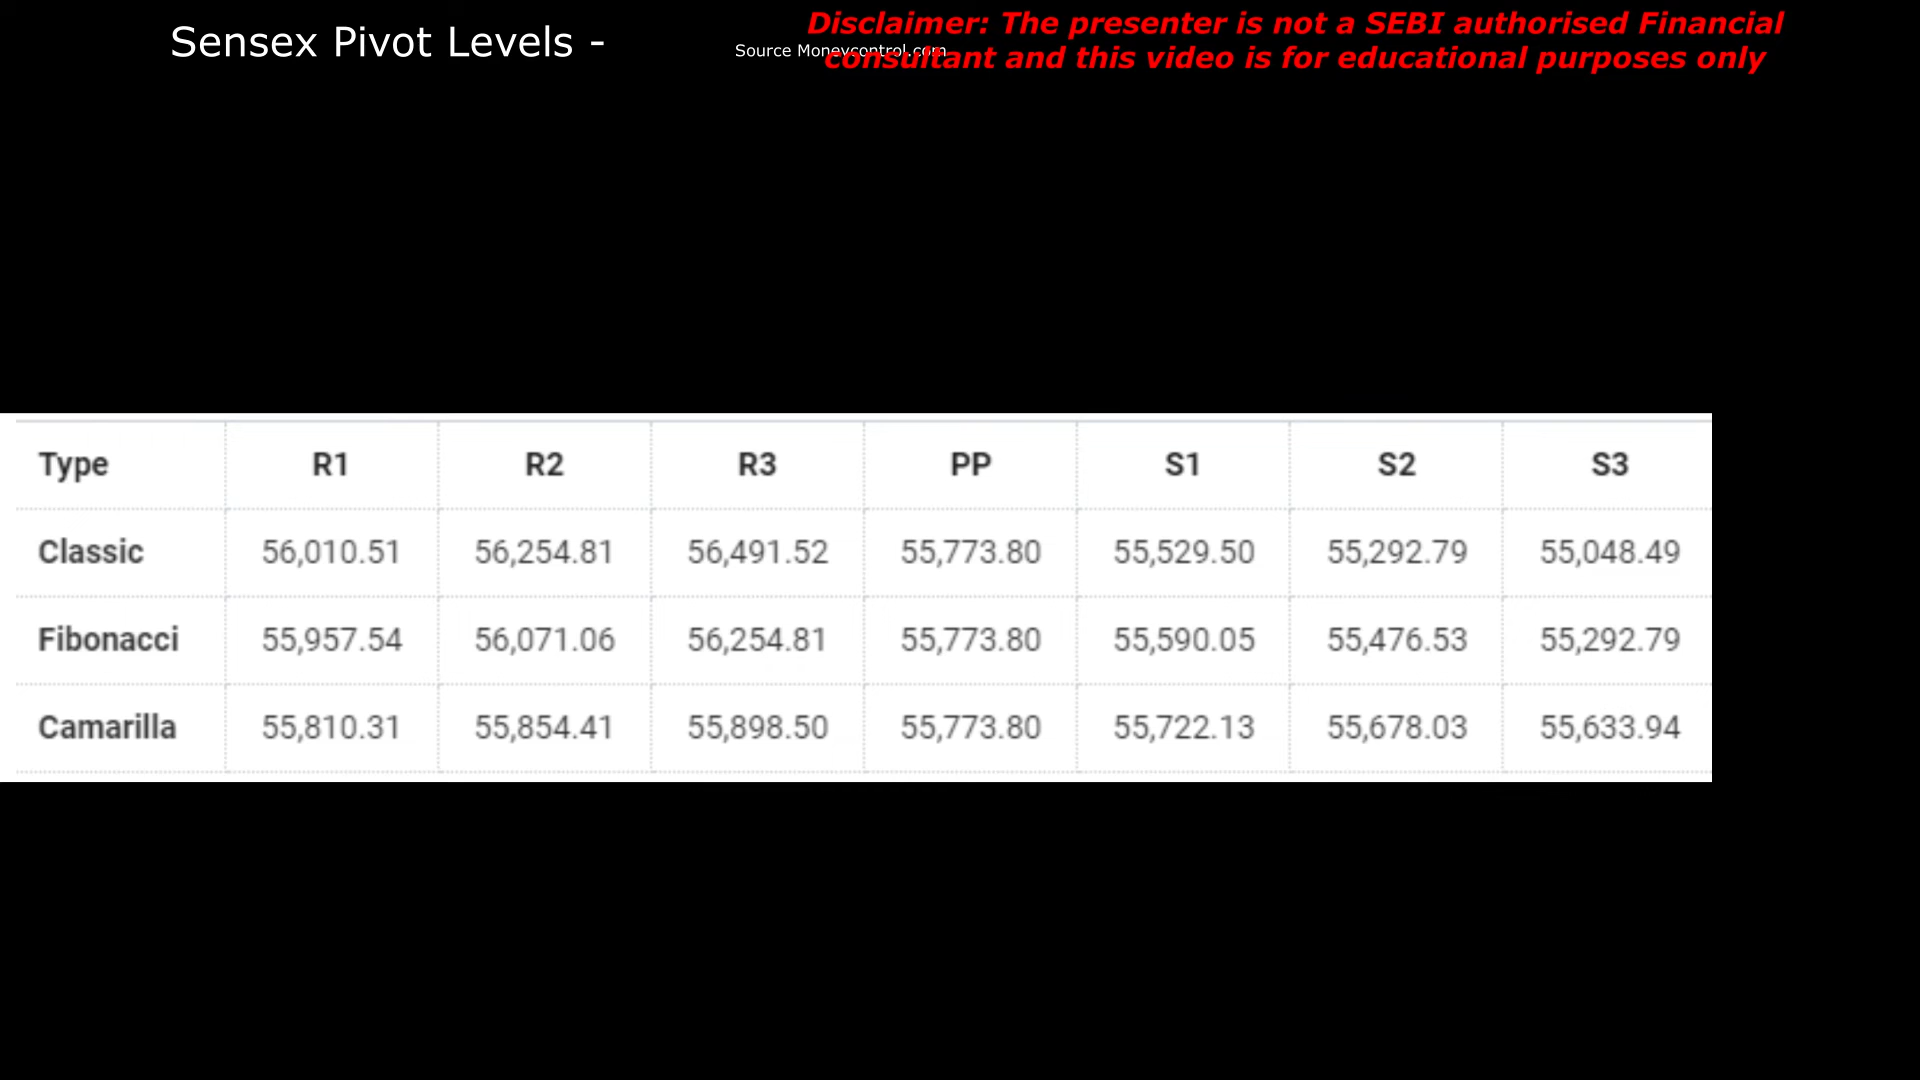 Sensex Pivot Levels -
Source Moneycontrol.com
Disclaimer: The presenter is not a SEBI authorised Financial
consultant and this video is for educational purposes only
Type R1 R2 R3 PP S1 S2 S3
Classic 56,010.51 56,254.81 56,491.52 55,773.80 55,529.50 55,292.79 55,048.49
Fibonacci 55,957.54 56,071.06 56,254.81 55,773.80 55,590.05 55,476.53 55,292.79
Camarilla 55,810.31 55,854.41 55,898.50 55,773.80 55,722.13 55,678.03 55,633.94